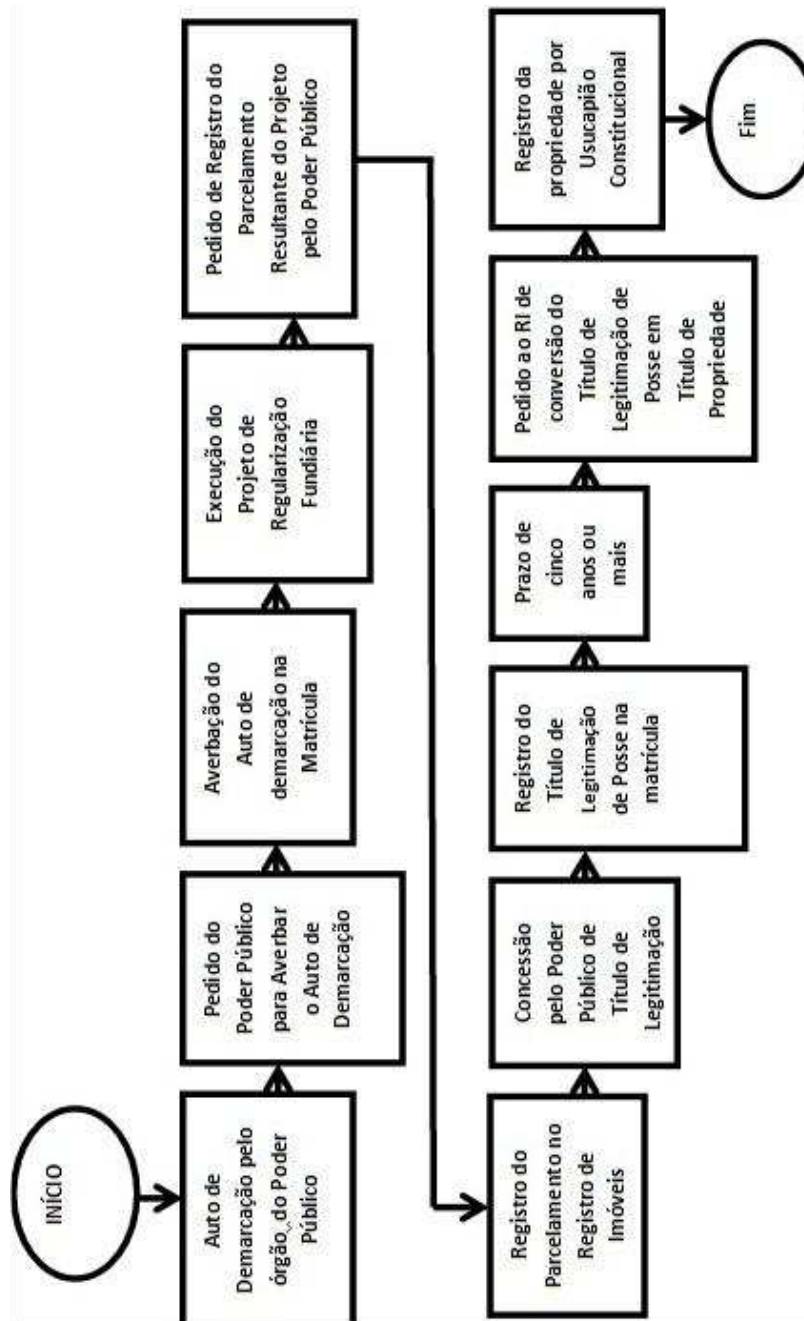 INÍCIO
Auto de
Demarcação pelo
órgão do Poder
Público
Pedido do
Poder Público
para Averbar
o Auto de
Demarcação
Averbação do
Auto de
demarcação na
Matrícula
Execução do
Projeto de
Regularização
Fundiária
Pedido de Registro do
Parcelamento
Resultante do Projeto
pelo Poder Público
Registro do
Parcelamento no
Registro de
Imóveis
Concessão
pelo Poder
Público de
Título de
Legitimação
Registro do
Título de
Legitimação
de Posse na
matrícula
Prazo de
cinco
anos ou
mais
Pedido ao RI de
conversão do
Título de
Legitimação de
Posse em
Título de
Propriedade
Registro da
propriedade por
Usucapião
Constitucional
Fim